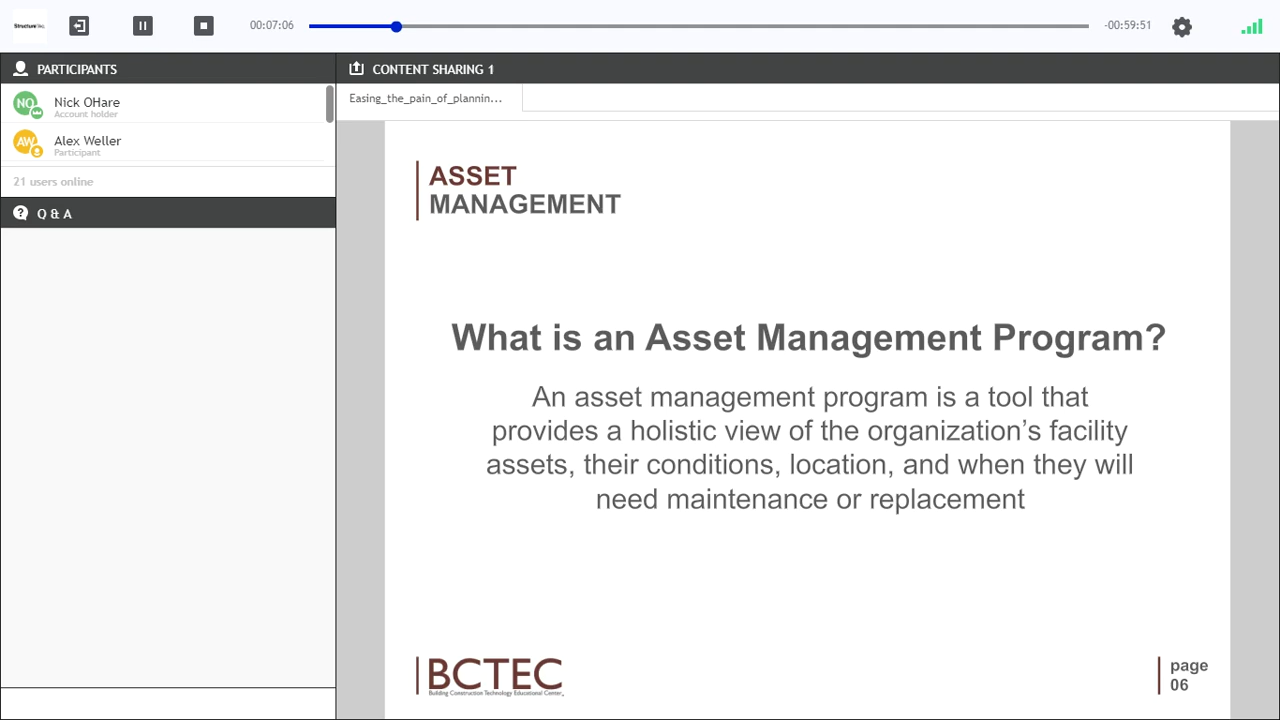 StructureTec
00:07:06
-00:59:51
PARTICIPANTS
NO
Nick OHare
Account holder
AW
Alex Weller
Participant
21 users online
Q & A
CONTENT SHARING 1
Easing_the_pain_of_plannin...
ASSET
MANAGEMENT
What is an Asset Management Program?
An asset management program is a tool that
provides a holistic view of the organization’s facility
assets, their conditions, location, and when they will
need maintenance or replacement
BCTEC
Building Construction Technology Educational Center
page
06